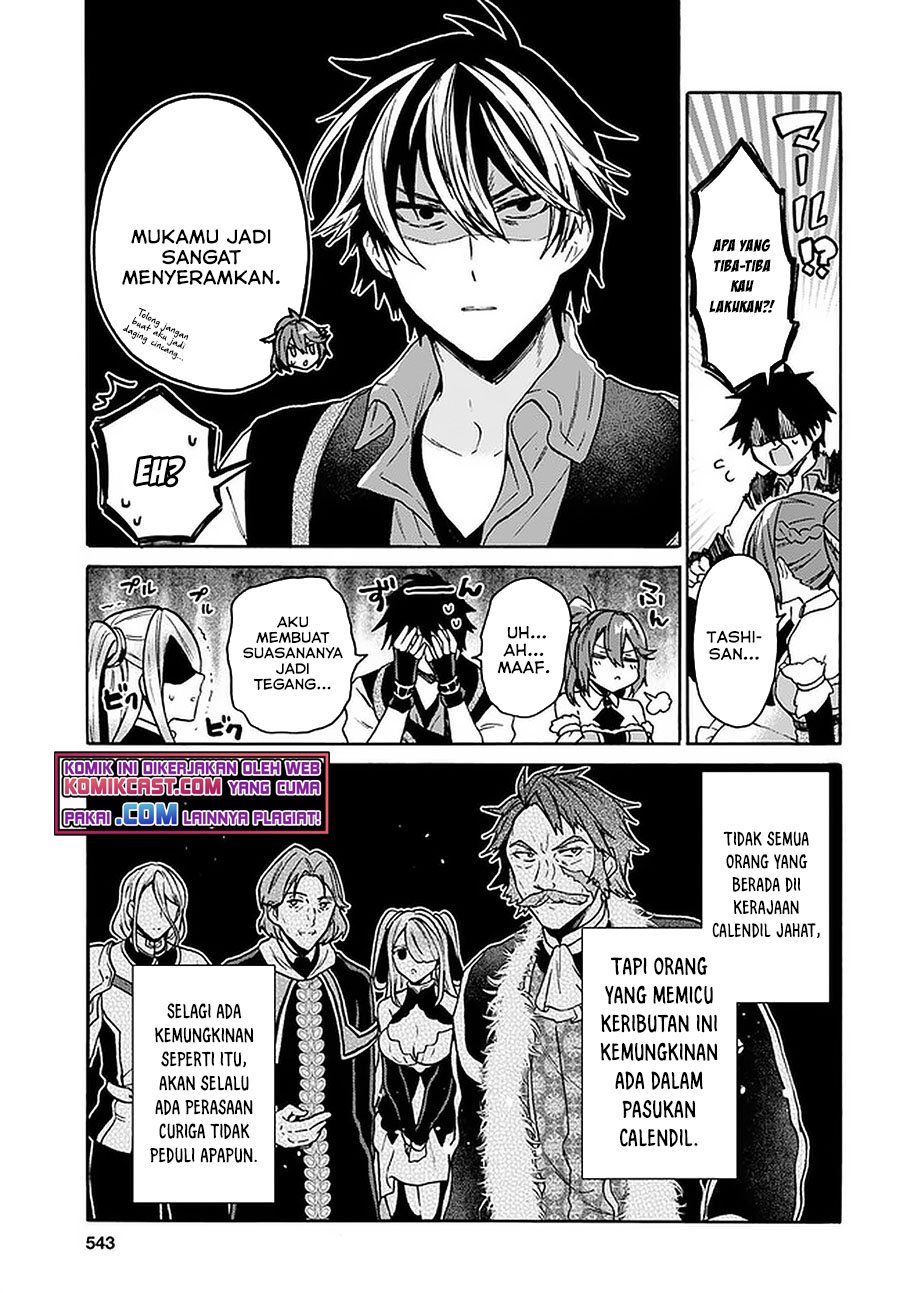 マール!?
APA YANG
TIBA-TIBA
KAU
LAKUKAN?!
TASHI-
SAN...
MUKAMU JADI
SANGAT
MENYERAMKAN.
Tolong jangan
buat aku jadi
daging cincang...
EH?
ふん
UH...
AH...
MAAF.
ずーん
AKU
MEMBUAT
SUASANANYA
JADI
TEGANG...
プル
プル
ビク
ビク
KOMIK INI DIKERJAKAN OLEH WEB
KOMIKCAST.COM YANG CUMA
PAKAI .COM LAINNYA PLAGIAT!
TIDAK SEMUA
ORANG YANG
BERADA DII
KERAJAAN
CALENDIL JAHAT,
TAPI ORANG
YANG MEMICU
KERIBUTAN INI
KEMUNGKINAN
ADA DALAM
PASUKAN
CALENDIL.
SELAGI ADA
KEMUNGKINAN
SEPERTI ITU,
AKAN SELALU
ADA PERASAAN
CURIGA TIDAK
PEDULI APAPUN.
543